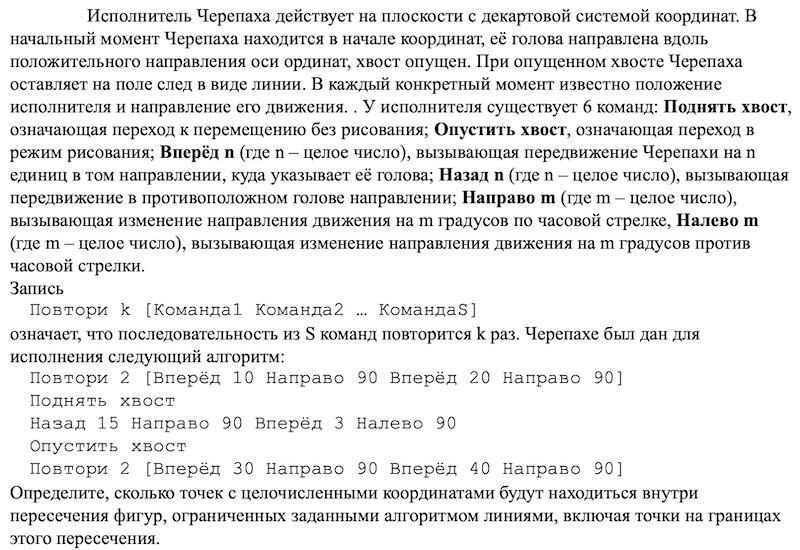 Исполнитель Черепаха действует на плоскости с декартовой системой координат. В
начальный момент Черепаха находится в начале координат, её голова направлена вдоль
положительного направления оси ординат, хвост опущен. При опущенном хвосте Черепаха
оставляет на поле след в виде линии. В каждый конкретный момент известно положение
исполнителя и направление его движения. . У исполнителя существует 6 команд: Поднять хвост,
означающая переход к перемещению без рисования; Опустить хвост, означающая переход в
режим рисования; Вперёд n (где n – целое число), вызывающая передвижение Черепахи на n
единиц в том направлении, куда указывает её голова; Назад n (где n – целое число), вызывающая
передвижение в противоположном голове направлении; Направо m (где m – целое число),
вызывающая изменение направления движения на m градусов по часовой стрелке, Налево m
(где m – целое число), вызывающая изменение направления движения на m градусов против
часовой стрелки.
Запись
Повтори k [Команда1 Команда2 … КомандаS]
означает, что последовательность из S команд повторится k раз. Черепахе был дан для
исполнения следующий алгоритм:
Повтори 2 [Вперёд 10 Направо 90 Вперёд 20 Направо 90]
Поднять хвост
Назад 15 Направо 90 Вперёд 3 Налево 90
Опустить хвост
Повтори 2 [Вперёд 30 Направо 90 Вперёд 40 Направо 90]
Определите, сколько точек с целочисленными координатами будут находиться внутри
пересечения фигур, ограниченных заданными алгоритмом линиями, включая точки на границах
этого пересечения.